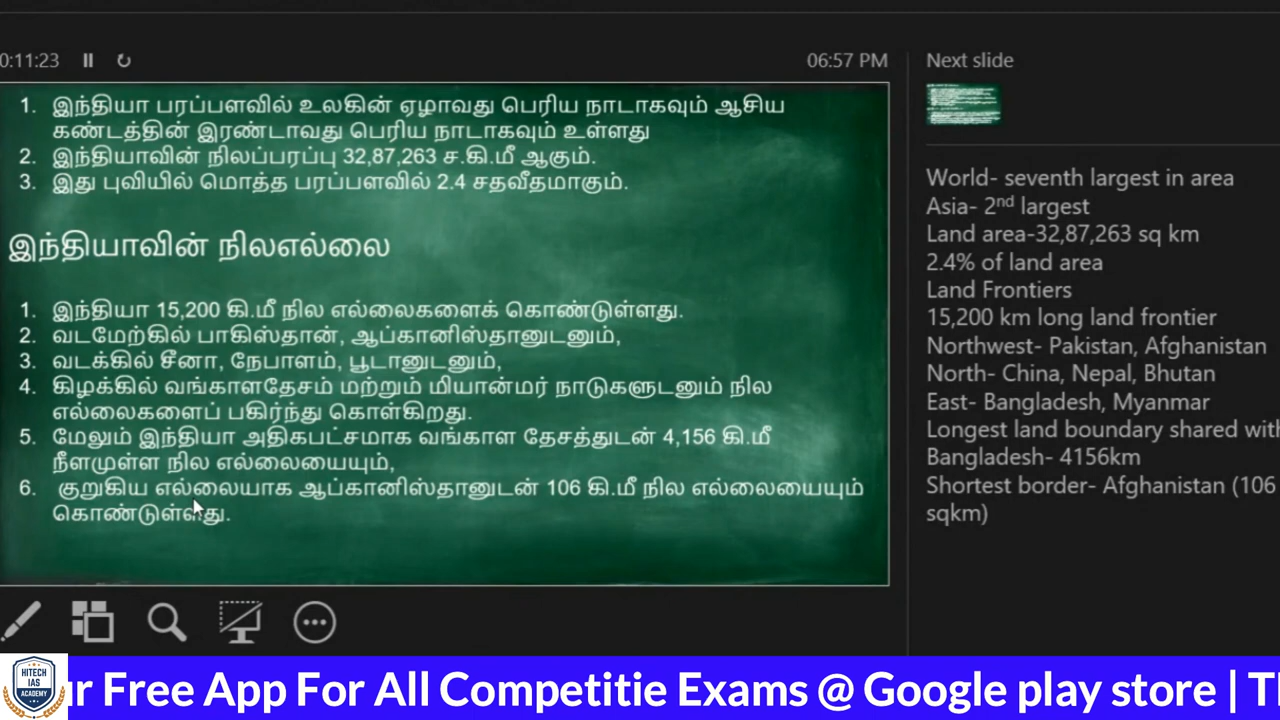 0:11:23
06:57 PM
Next slide
1. இந்தியா பரப்பளவில் உலகின் ஏழாவது பெரிய நாடாகவும் ஆசிய
கண்டத்தின் இரண்டாவது பெரிய நாடாகவும் உள்ளது
2. இந்தியாவின் நிலப்பரப்பு 32,87,263 ச.கி.மீ ஆகும்.
3. இது புவியில் மொத்த பரப்பளவில் 2.4 சதவீதமாகும்.
இந்தியாவின் நிலஎல்லை
1. இந்தியா 15,200 கி.மீ நில எல்லைகளைக் கொண்டுள்ளது.
2. வடமேற்கில் பாகிஸ்தான், ஆப்கானிஸ்தானுடனும்,
3. வடக்கில் சீனா, நேபாளம், பூடானுடனும்,
4. கிழக்கில் வங்காளதேசம் மற்றும் மியான்மர் நாடுகளுடனும் நில
எல்லைகளைப் பகிர்ந்து கொள்கிறது.
5. மேலும் இந்தியா அதிகபட்சமாக வங்காள தேசத்துடன் 4,156 கி.மீ
நீளமுள்ள நில எல்லையையும்,
6. குறுகிய எல்லையாக ஆப்கானிஸ்தானுடன் 106 கி.மீ நில எல்லையையும்
கொண்டுள்ளது.
World- seventh largest in area
Asia- 2nd largest
Land area-32,87,263 sq km
2.4% of land area
Land Frontiers
15,200 km long land frontier
Northwest- Pakistan, Afghanistan
North- China, Nepal, Bhutan
East- Bangladesh, Myanmar
Longest land boundary shared with
Bangladesh- 4156km
Shortest border- Afghanistan (106
sqkm)
HITECH
IAS
ACADEMY
r Free App For All Competitie Exams @ Google play store | T